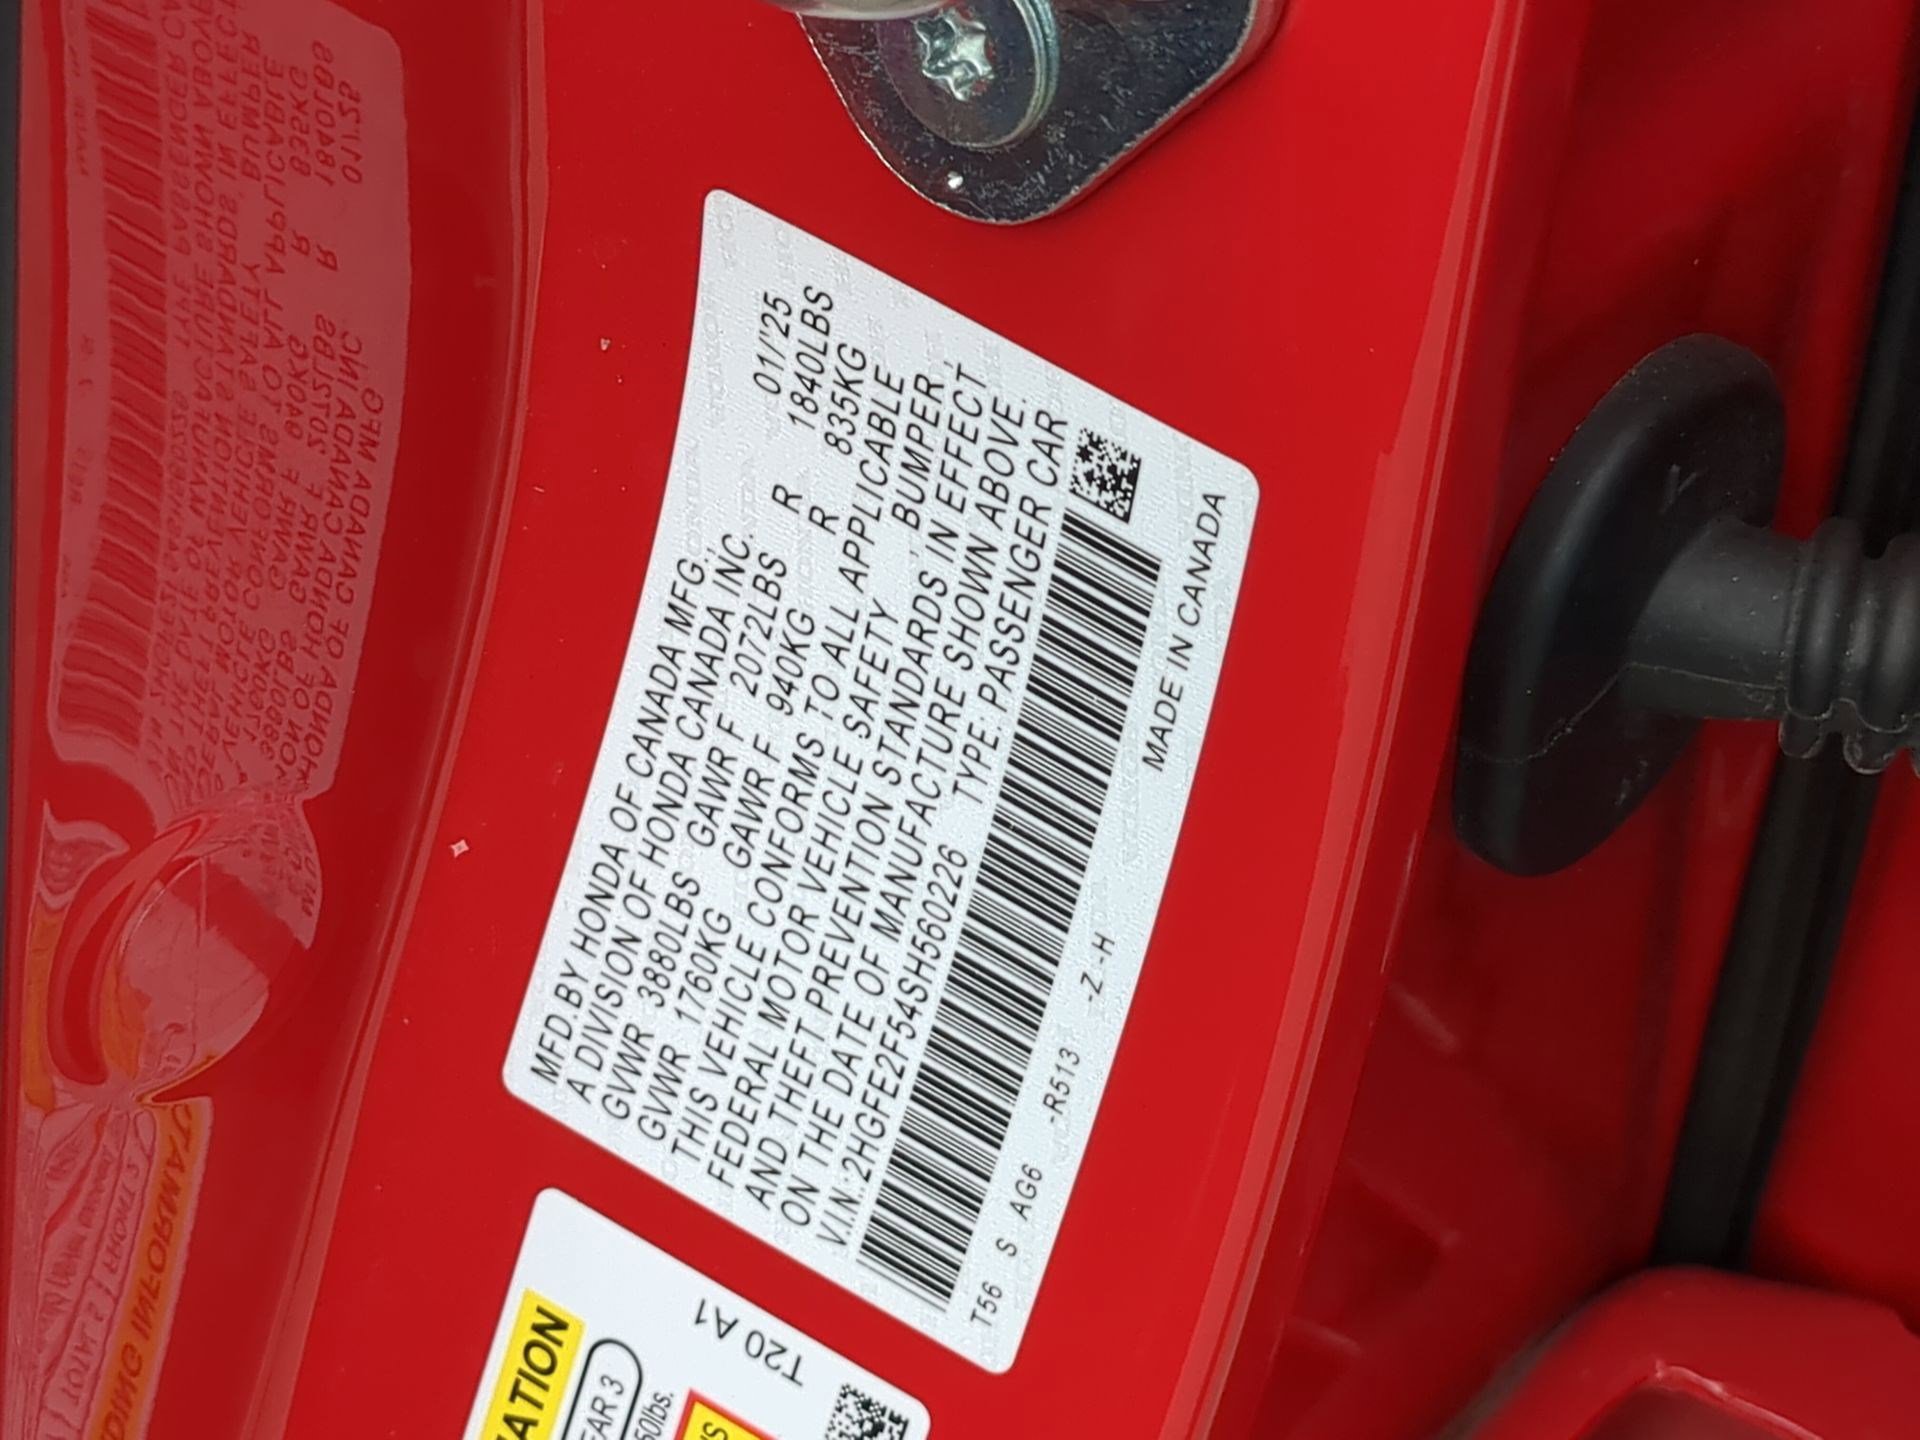 MFD.BY HONDA OF CANADA MFG.,
A DIVISION OF HONDA CANADA INC. 01/'25
GVWR 3880LBS GAWR F 2072LBS R 1840LBS
GVWR 1760KG GAWR F 940KG R 835KG
THIS VEHICLE CONFORMS TO ALL APPLICABLE
FEDERAL MOTOR VEHICLE SAFETY , BUMPER ,
AND THEFT PREVENTION STANDARDS IN EFFECT
ON THE DATE OF MANUFACTURE SHOWN ABOVE.
V.I.N.:2HGFE2F54SH560226 TYPE: PASSENGER CAR
MADE IN CANADA
T56 S AG6 -R513 -Z -H
T20 A1